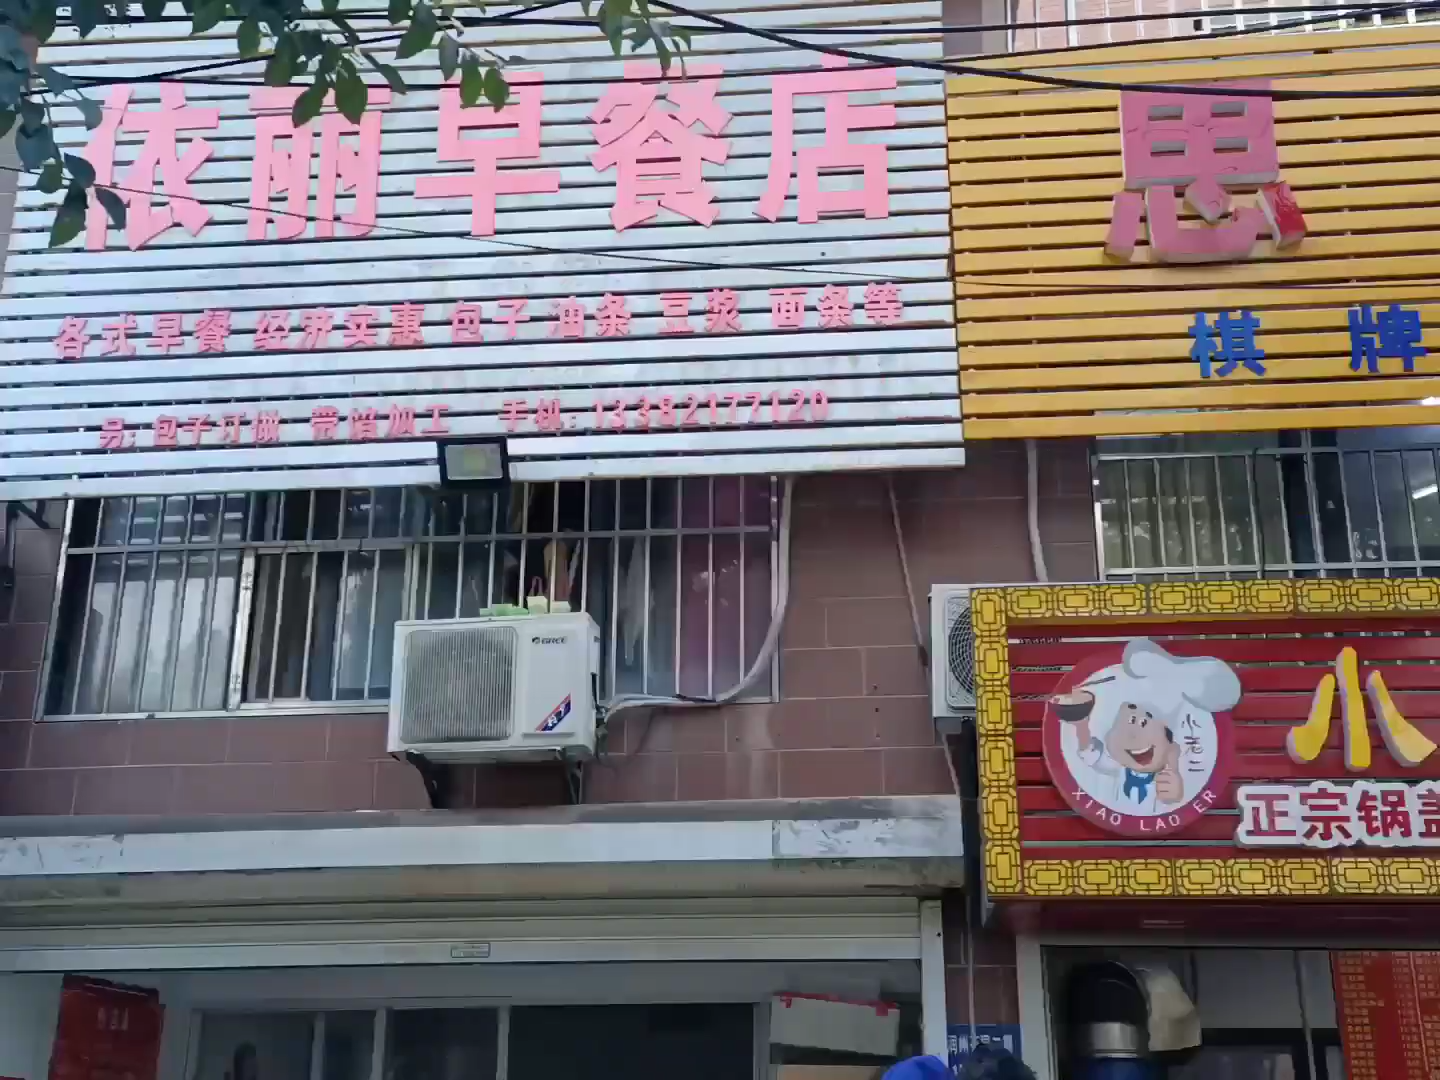 依丽早餐店
各式早餐 经济实惠 包子 油条 豆浆 面条等
另: 包子订做 带馅加工 手机: 13382177120
思
棋 牌
GREE
小老二
XIAO LAO ER
小
正宗锅盖